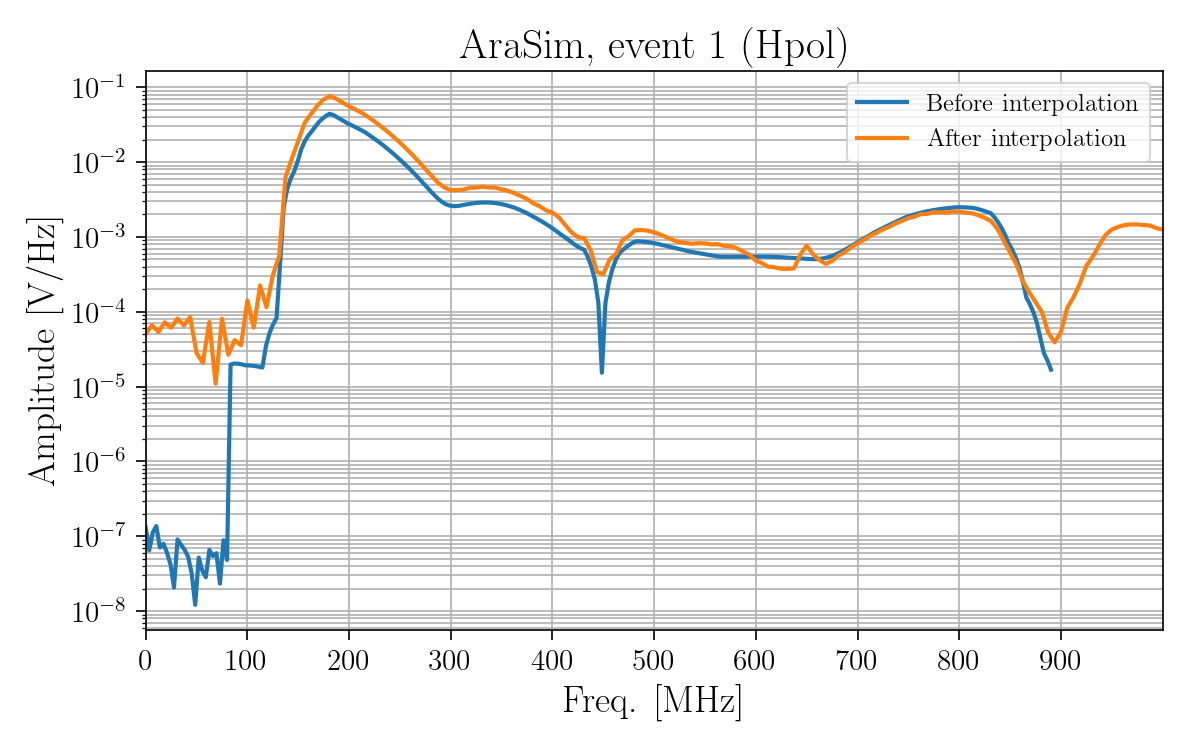 AraSim, event 1 (Hpol)
Before interpolation
After interpolation
Amplitude [V/Hz]
10⁻¹
10⁻²
10⁻³
10⁻⁴
10⁻⁵
10⁻⁶
10⁻⁷
10⁻⁸
0 100 200 300 400 500 600 700 800 900
Freq. [MHz]